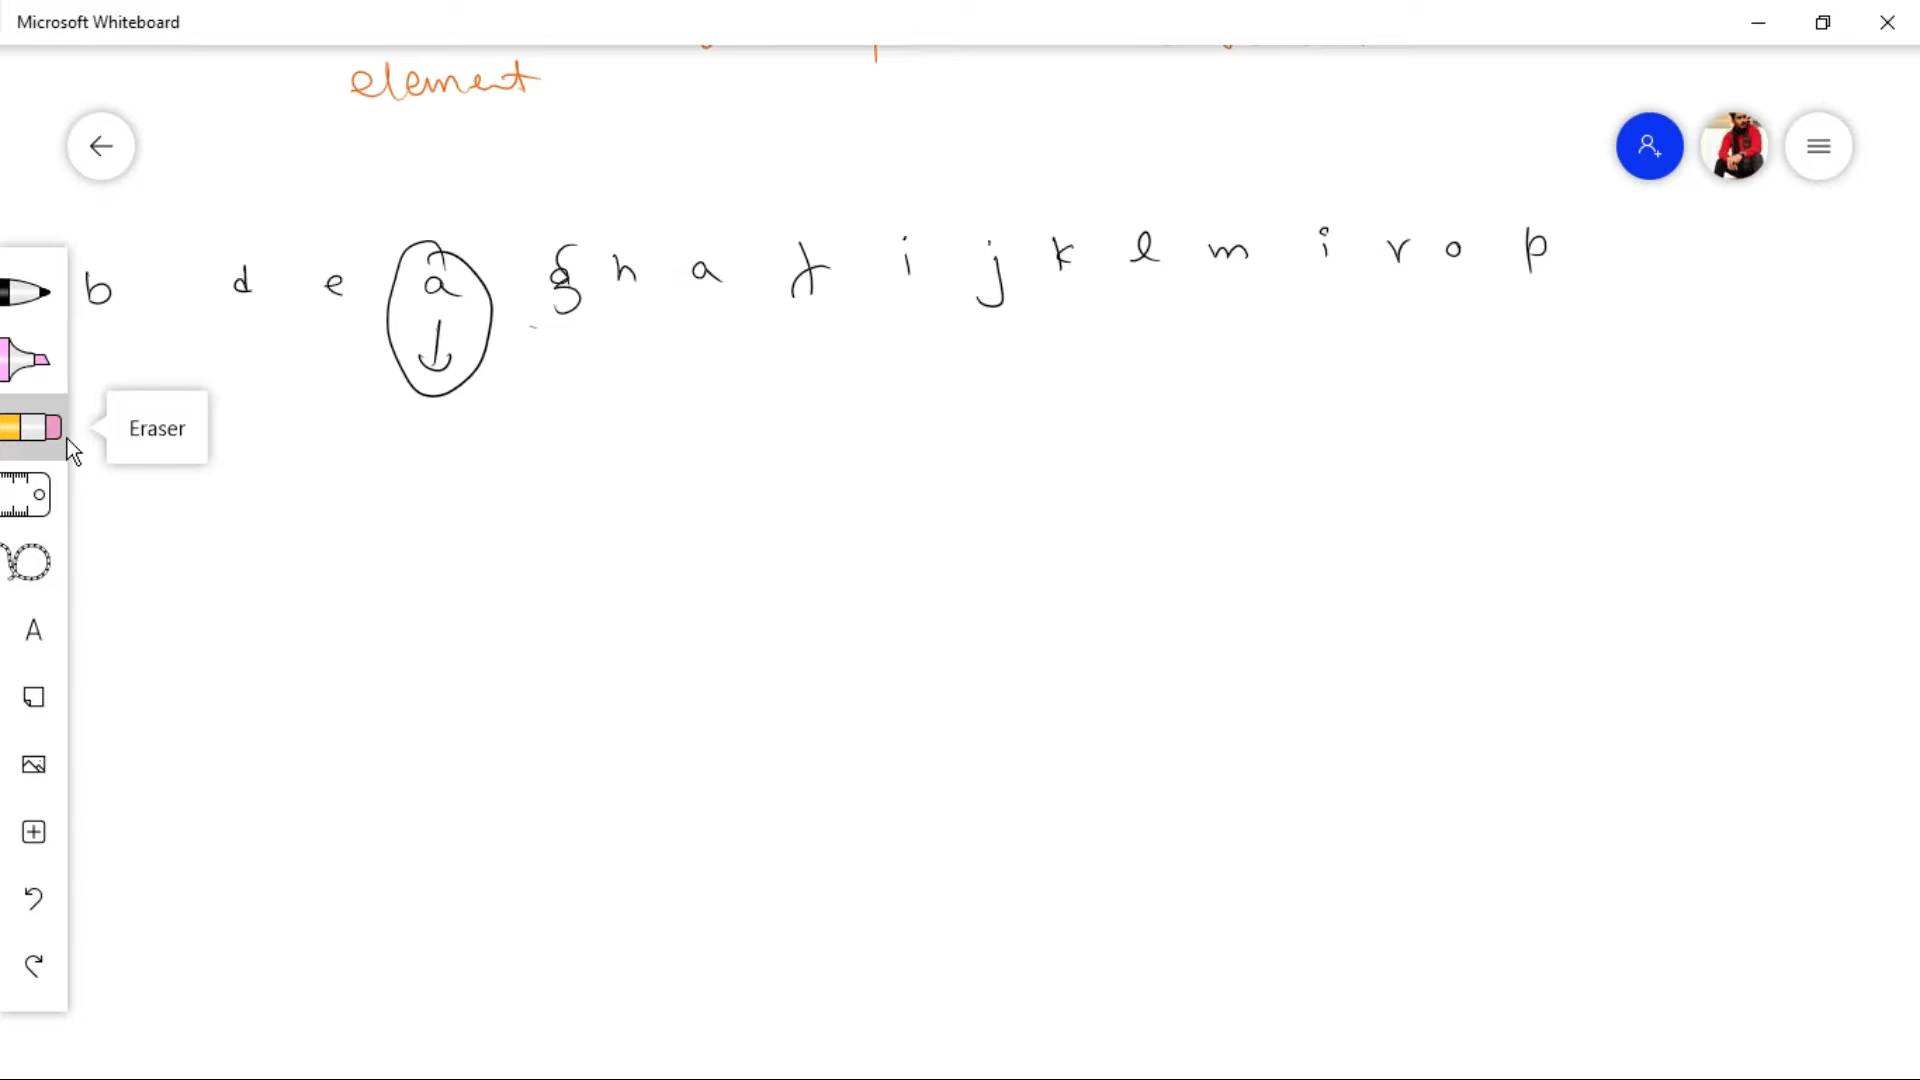 Microsoft Whiteboard
element
b d e a g h a i j k l m i r o p
Eraser
A